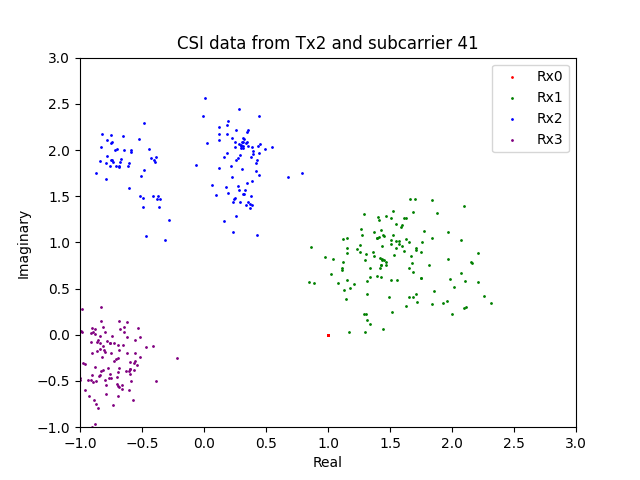 CSI data from Tx2 and subcarrier 41
3.0
2.5
2.0
1.5
1.0
0.5
0.0
−0.5
−1.0
Imaginary
Rx0
Rx1
Rx2
Rx3
−1.0 −0.5 0.0 0.5 1.0 1.5 2.0 2.5 3.0
Real